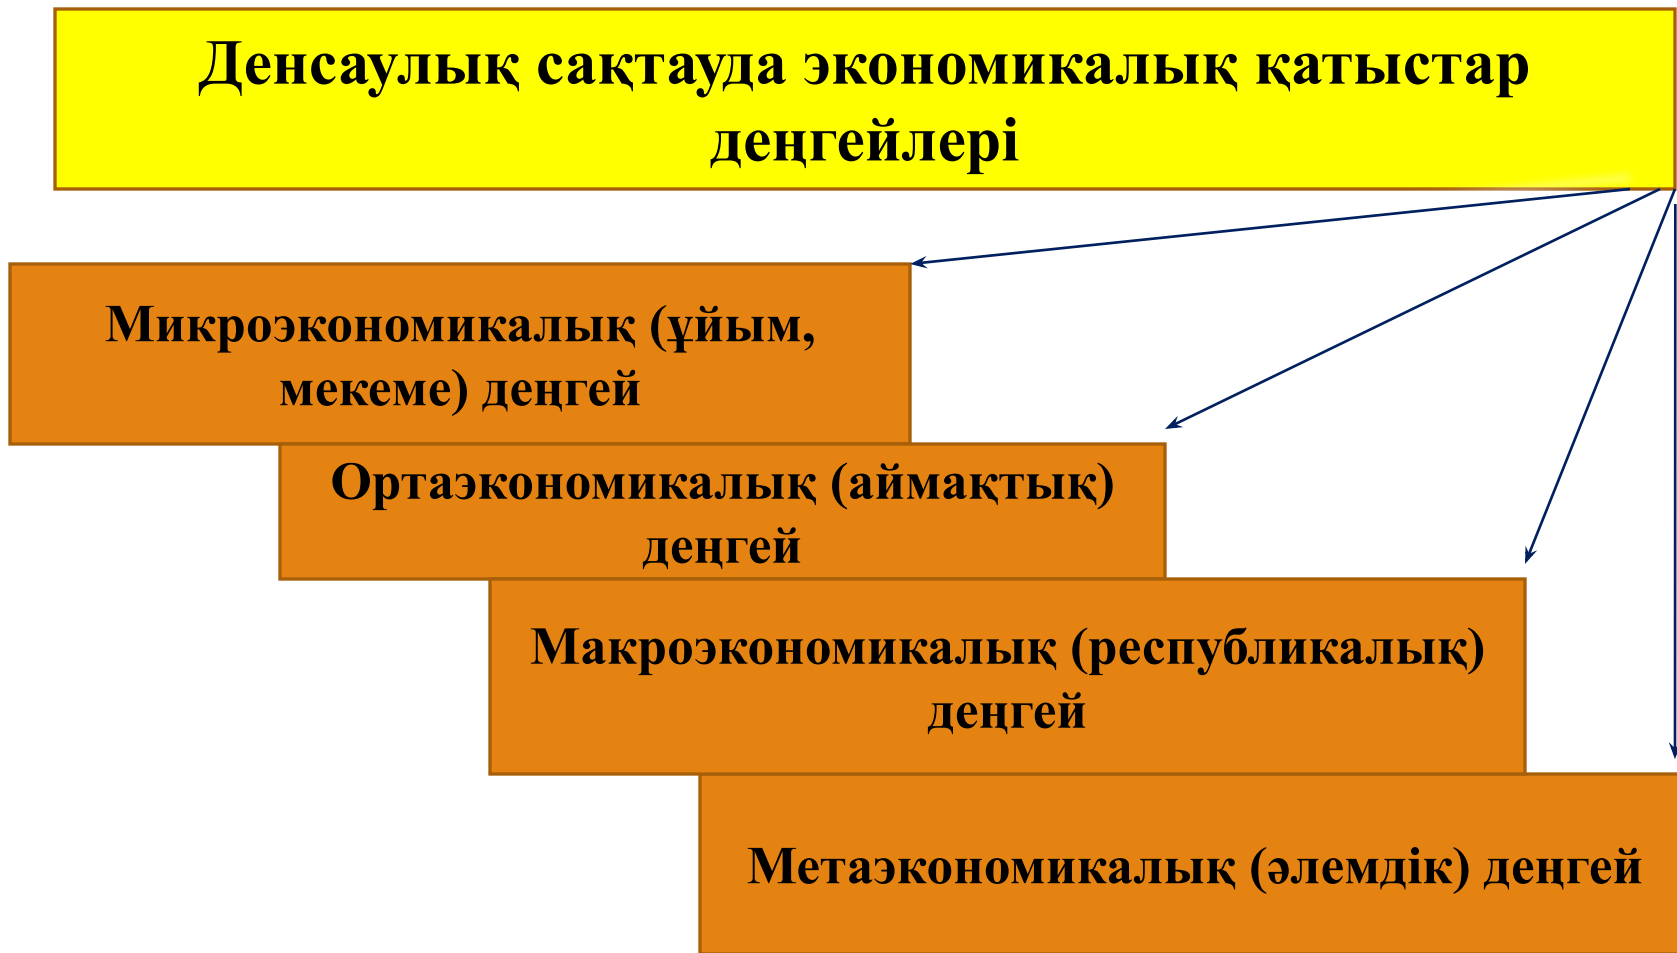 Денсаулық сақтауда экономикалық қатыстар
деңгейлері
Микроэкономикалық (ұйым,
мекеме) деңгей
Ортаэкономикалық (аймақтық)
деңгей
Макроэкономикалық (республикалық)
деңгей
Метаэкономикалық (әлемдік) деңгей